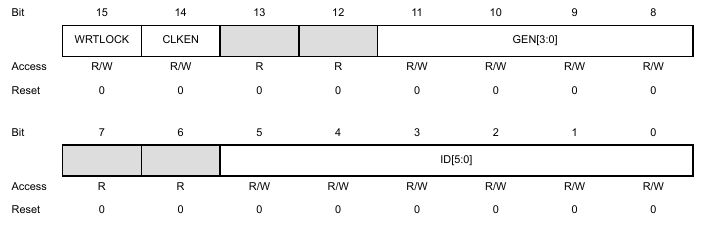 Bit 15 14 13 12 11 10 9 8
WRTLOCK CLKEN GEN[3:0]
Access R/W R/W R R R/W R/W R/W R/W
Reset 0 0 0 0 0 0 0 0
Bit 7 6 5 4 3 2 1 0
ID[5:0]
Access R R R/W R/W R/W R/W R/W R/W
Reset 0 0 0 0 0 0 0 0